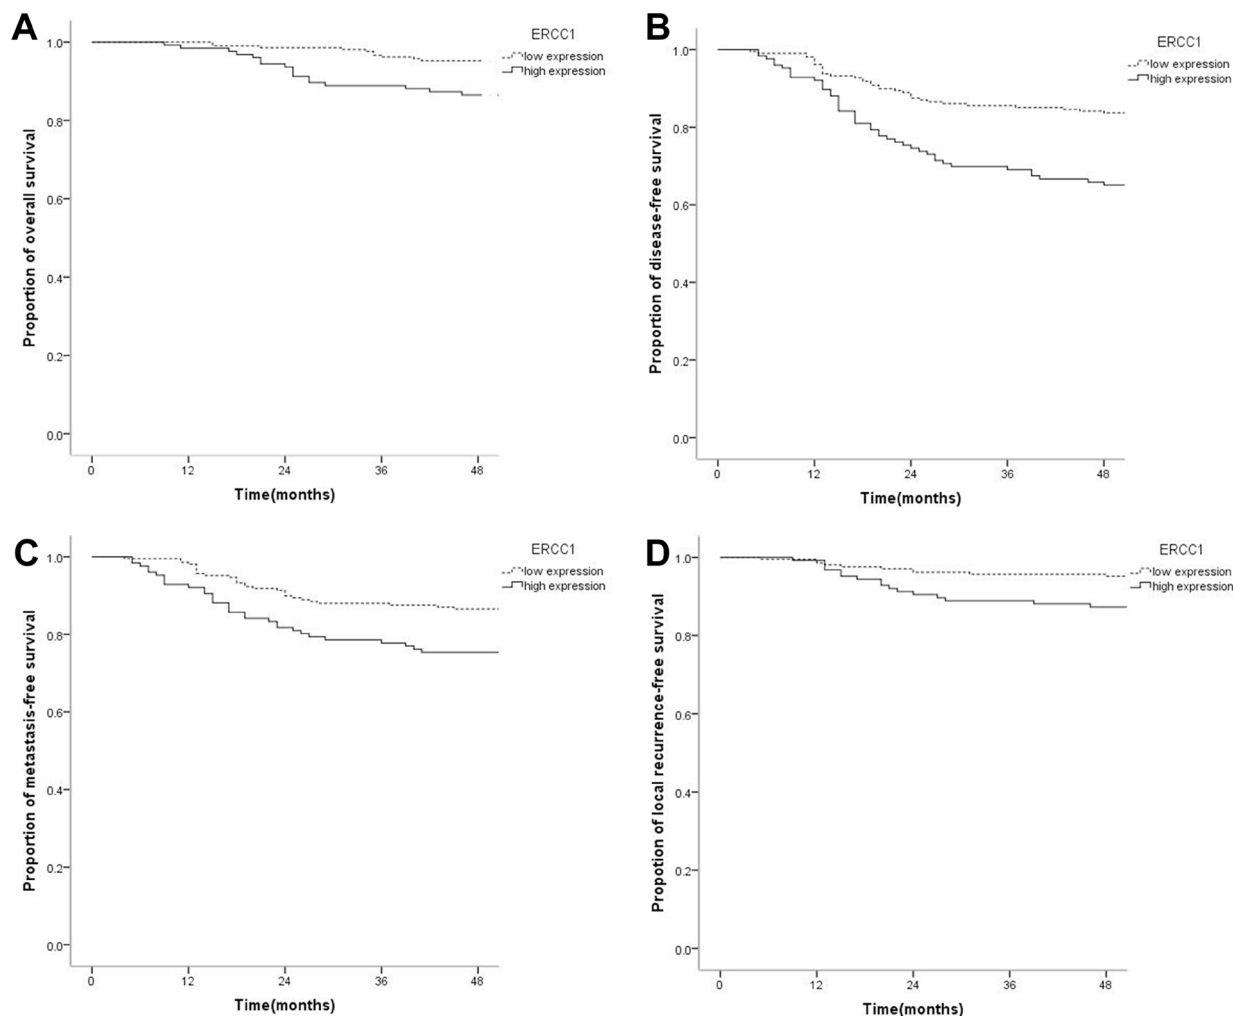 A
ERCC1
low expression
high expression
1.0
0.8
0.6
0.4
0.2
0.0
Proportion of overall survival
0 12 24 36 48
Time(months)
B
ERCC1
low expression
high expression
1.0
0.8
0.6
0.4
0.2
0.0
Proportion of disease-free survival
0 12 24 36 48
Time(months)
C
ERCC1
low expression
high expression
1.0
0.8
0.6
0.4
0.2
0.0
Proportion of metastasis-free survival
0 12 24 36 48
Time(months)
D
ERCC1
low expression
high expression
1.0
0.8
0.6
0.4
0.2
0.0
Propotion of local recurrence-free survival
0 12 24 36 48
Time(months)